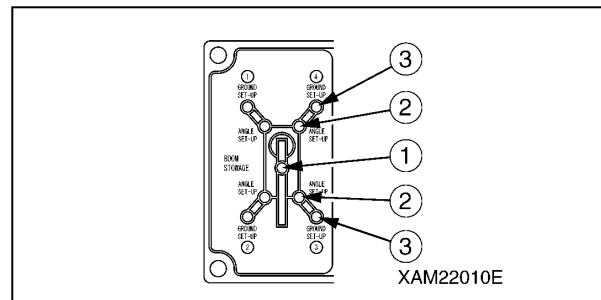 1 4 3
GROUND SET-UP GROUND SET-UP
2
ANGLE SET-UP ANGLE SET-UP
BOOM STOWAGE
1
ANGLE SET-UP ANGLE SET-UP
2
GROUND SET-UP GROUND SET-UP
2 3 3
XAM22010E